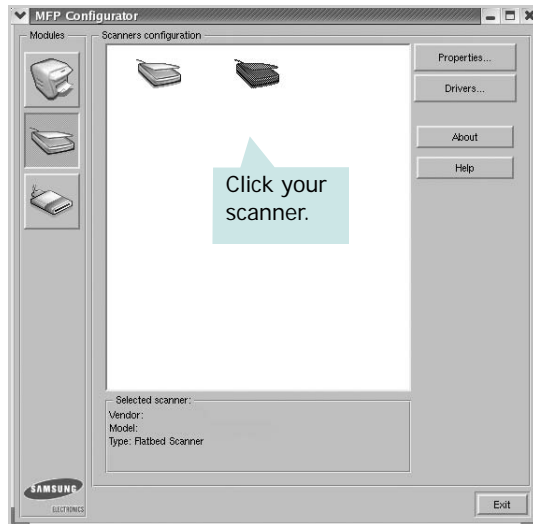 MFP Configurator
Modules
Scanners configuration
Properties...
Drivers...
About
Help
Click your
scanner.
Selected scanner:
Vendor:
Model:
Type: Flatbed Scanner
SAMSUNG
ELECTRONICS
Exit